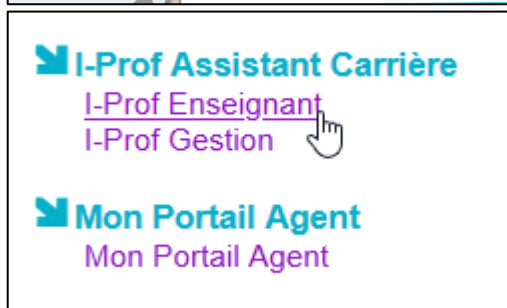 I-Prof Assistant Carrière
I-Prof Enseignant
I-Prof Gestion
Mon Portail Agent
Mon Portail Agent